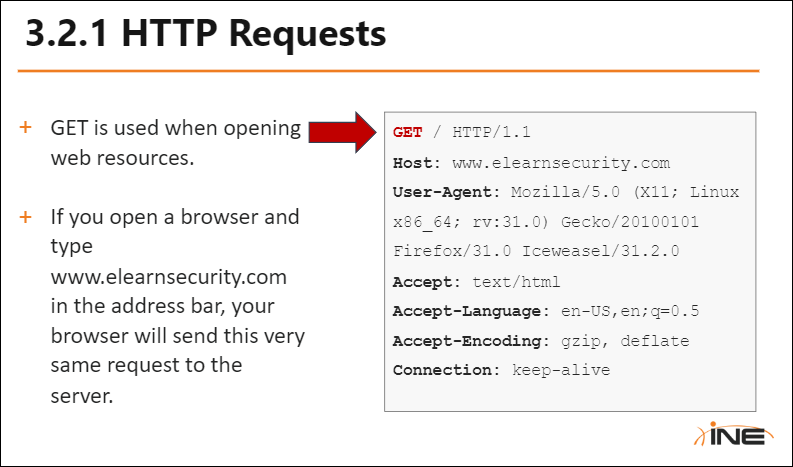 3.2.1 HTTP Requests
+ GET is used when opening
web resources.
+ If you open a browser and
type
www.elearnsecurity.com
in the address bar, your
browser will send this very
same request to the
server.
GET / HTTP/1.1
Host: www.elearnsecurity.com
User-Agent: Mozilla/5.0 (X11; Linux
x86_64; rv:31.0) Gecko/20100101
Firefox/31.0 Iceweasel/31.2.0
Accept: text/html
Accept-Language: en-US,en;q=0.5
Accept-Encoding: gzip, deflate
Connection: keep-alive
INE